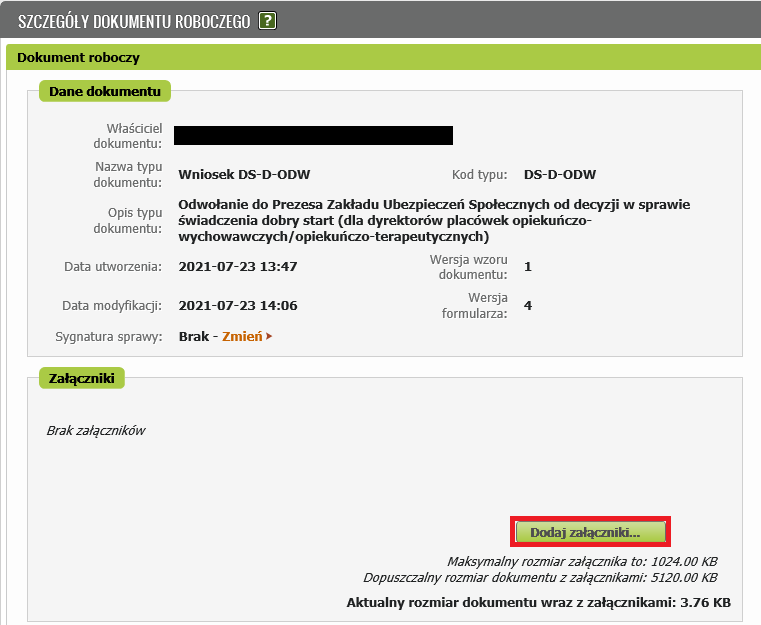 SZCZEGÓŁY DOKUMENTU ROBOCZEGO ?
Dokument roboczy
Dane dokumentu
Właściciel
dokumentu:
Nazwa typu
dokumentu:
Wniosek DS-D-ODW
Kod typu:
DS-D-ODW
Opis typu
dokumentu:
Odwołanie do Prezesa Zakładu Ubezpieczeń Społecznych od decyzji w sprawie
świadczenia dobry start (dla dyrektorów placówek opiekuńczo-
wychowawczych/opiekuńczo-terapeutycznych)
Data utworzenia:
2021-07-23 13:47
Wersja wzoru
dokumentu:
1
Data modyfikacji:
2021-07-23 14:06
Wersja
formularza:
4
Sygnatura sprawy:
Brak - Zmień
Załączniki
Brak załączników
Dodaj załączniki...
Maksymalny rozmiar załącznika to: 1024.00 KB
Dopuszczalny rozmiar dokumentu z załącznikami: 5120.00 KB
Aktualny rozmiar dokumentu wraz z załącznikami: 3.76 KB